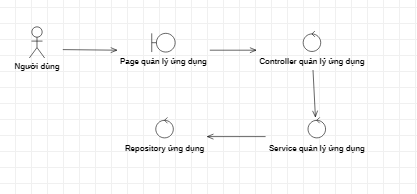 Người dùng
Page quản lý ứng dụng
Controller quản lý ứng dụng
Repository ứng dụng
Service quản lý ứng dụng